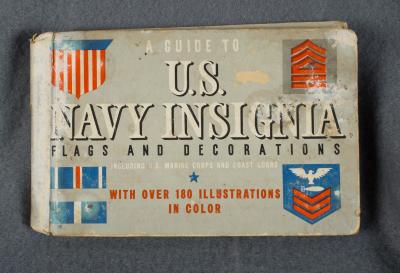 A GUIDE TO
U.S.
NAVY INSIGNIA
FLAGS AND DECORATIONS
INCLUDING U.S. MARINE CORPS AND COAST GUARD
WITH OVER 180 ILLUSTRATIONS
IN COLOR